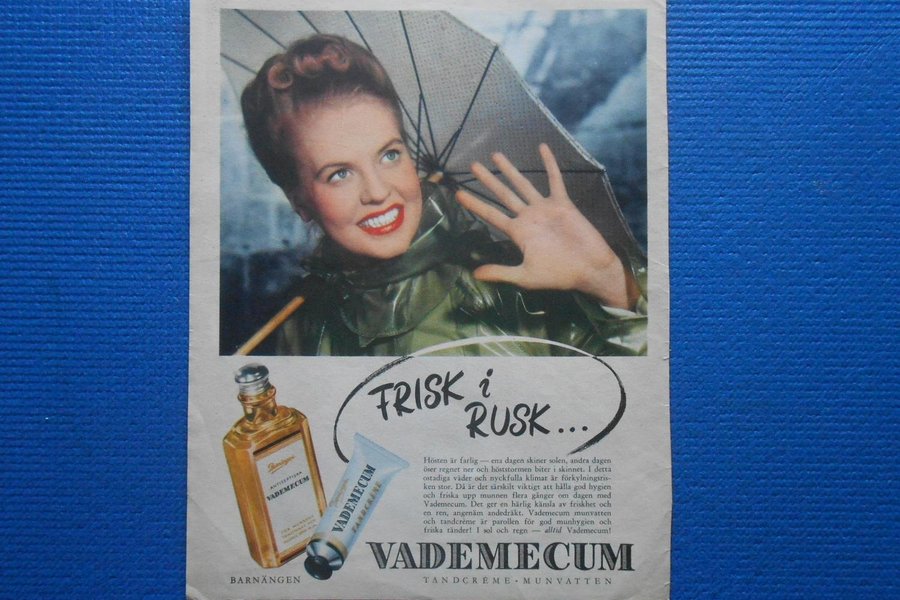 FRISK i
RUSK...
Hösten är farlig — ena dagen skiner solen, andra dagen
öser regnet ner och höststormen biter i skinnet. I detta
ostadiga väder och nyckfulla klimat är förkylningsris-
ken stor. Då är det särskilt viktigt att hålla god hygien
och friska upp munnen flera gånger om dagen med
Vademecum. Det ger en härlig känsla av friskhet och
en ren, angenäm andedräkt. Vademecum munvatten
och tandcrème är parollen för god munhygien och
friska tänder! I sol och regn — alltid Vademecum!
Barnängen
ANTISEPTISK
VADEMECUM
VADEMECUM
TANDCRÈME
VADEMECUM
BARNÄNGEN
TANDCRÈME · MUNVATTEN